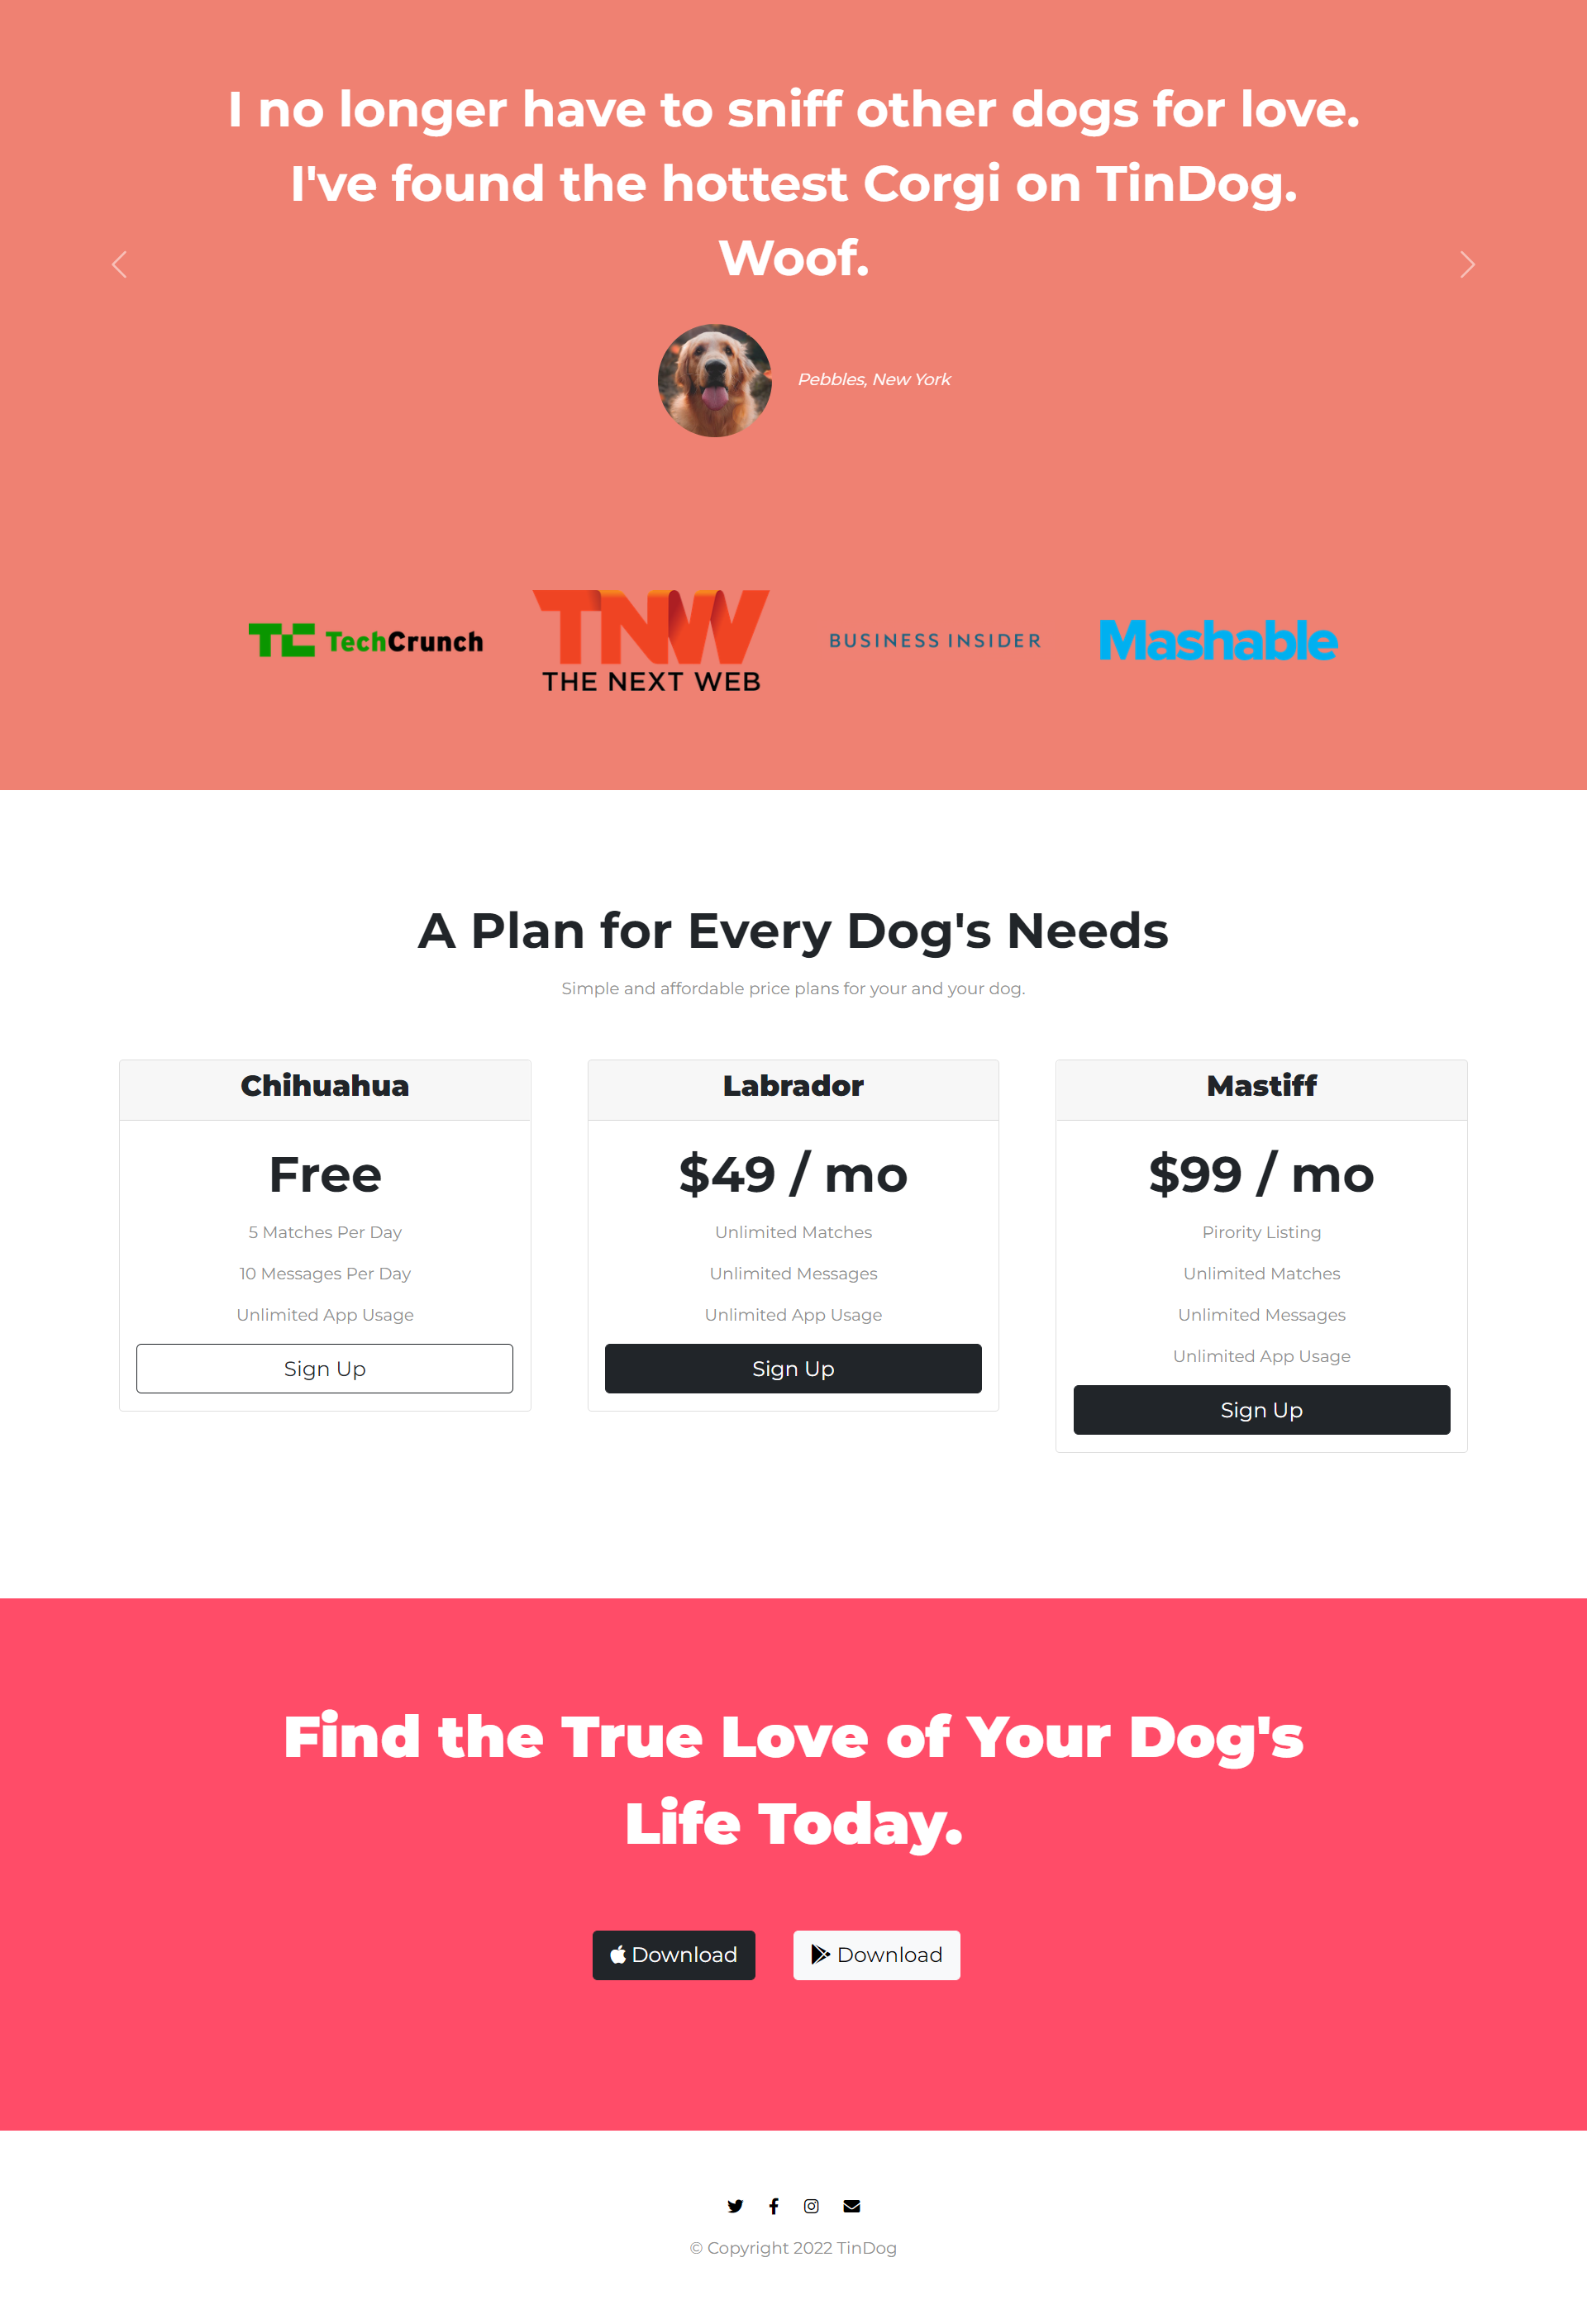 I no longer have to sniff other dogs for love.
I've found the hottest Corgi on TinDog.
Woof.
Pebbles, New York
TC TechCrunch
TNW
THE NEXT WEB
BUSINESS INSIDER
Mashable
A Plan for Every Dog's Needs
Simple and affordable price plans for your and your dog.
Chihuahua
Free
5 Matches Per Day
10 Messages Per Day
Unlimited App Usage
Sign Up
Labrador
$49 / mo
Unlimited Matches
Unlimited Messages
Unlimited App Usage
Sign Up
Mastiff
$99 / mo
Pirority Listing
Unlimited Matches
Unlimited Messages
Unlimited App Usage
Sign Up
Find the True Love of Your Dog's
Life Today.
Download
Download
© Copyright 2022 TinDog